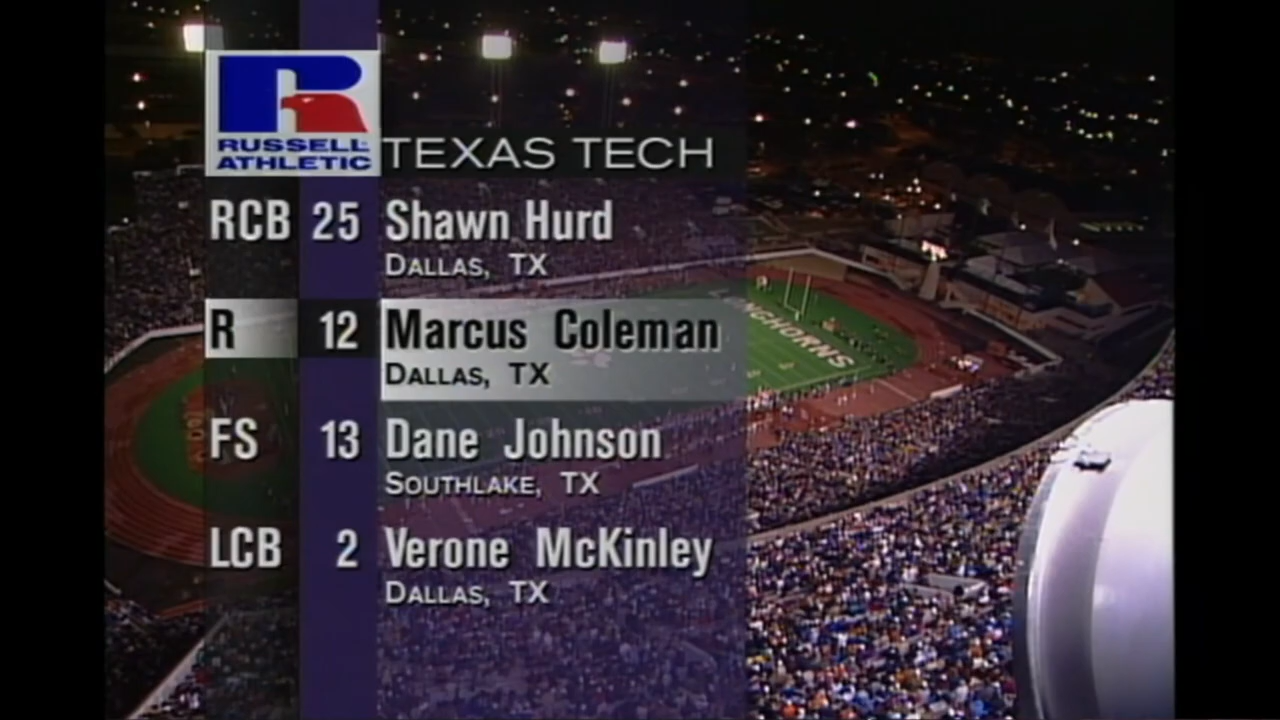 RUSSELL
ATHLETIC
TEXAS TECH
RCB 25 Shawn Hurd
DALLAS, TX
R 12 Marcus Coleman
DALLAS, TX
FS 13 Dane Johnson
SOUTHLAKE, TX
LCB 2 Verone McKinley
DALLAS, TX
LONGHORNS